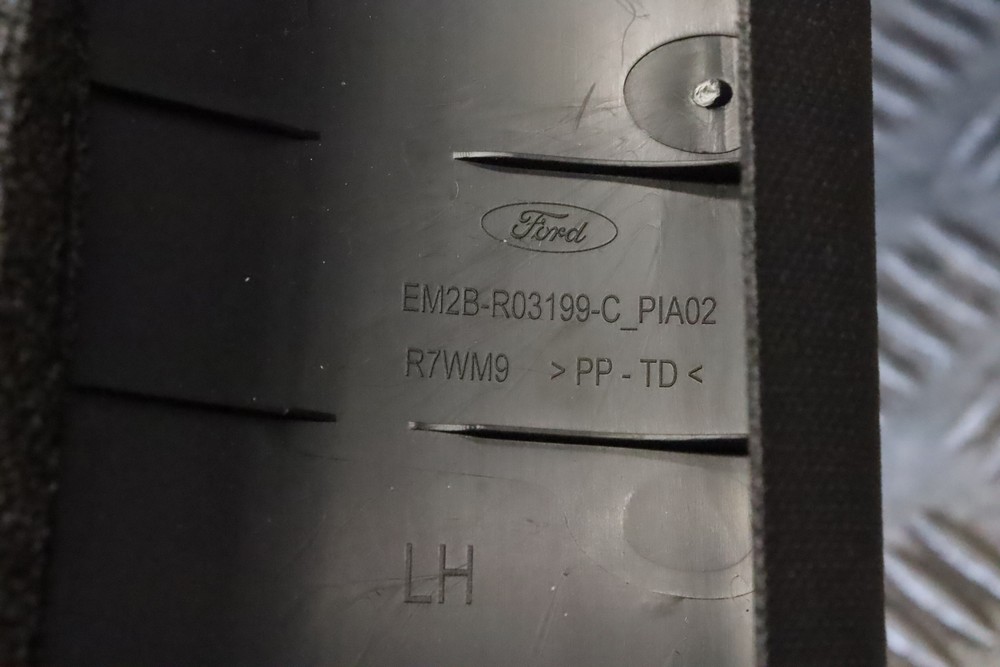 Ford
EM2B-R03199-C_PIA02
R7WM9 > PP - TD <
LH